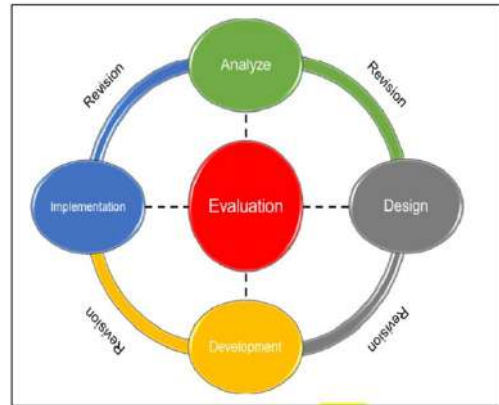 Analyze
Revision
Revision
Implementation
Evaluation
Design
Revision
Revision
Development